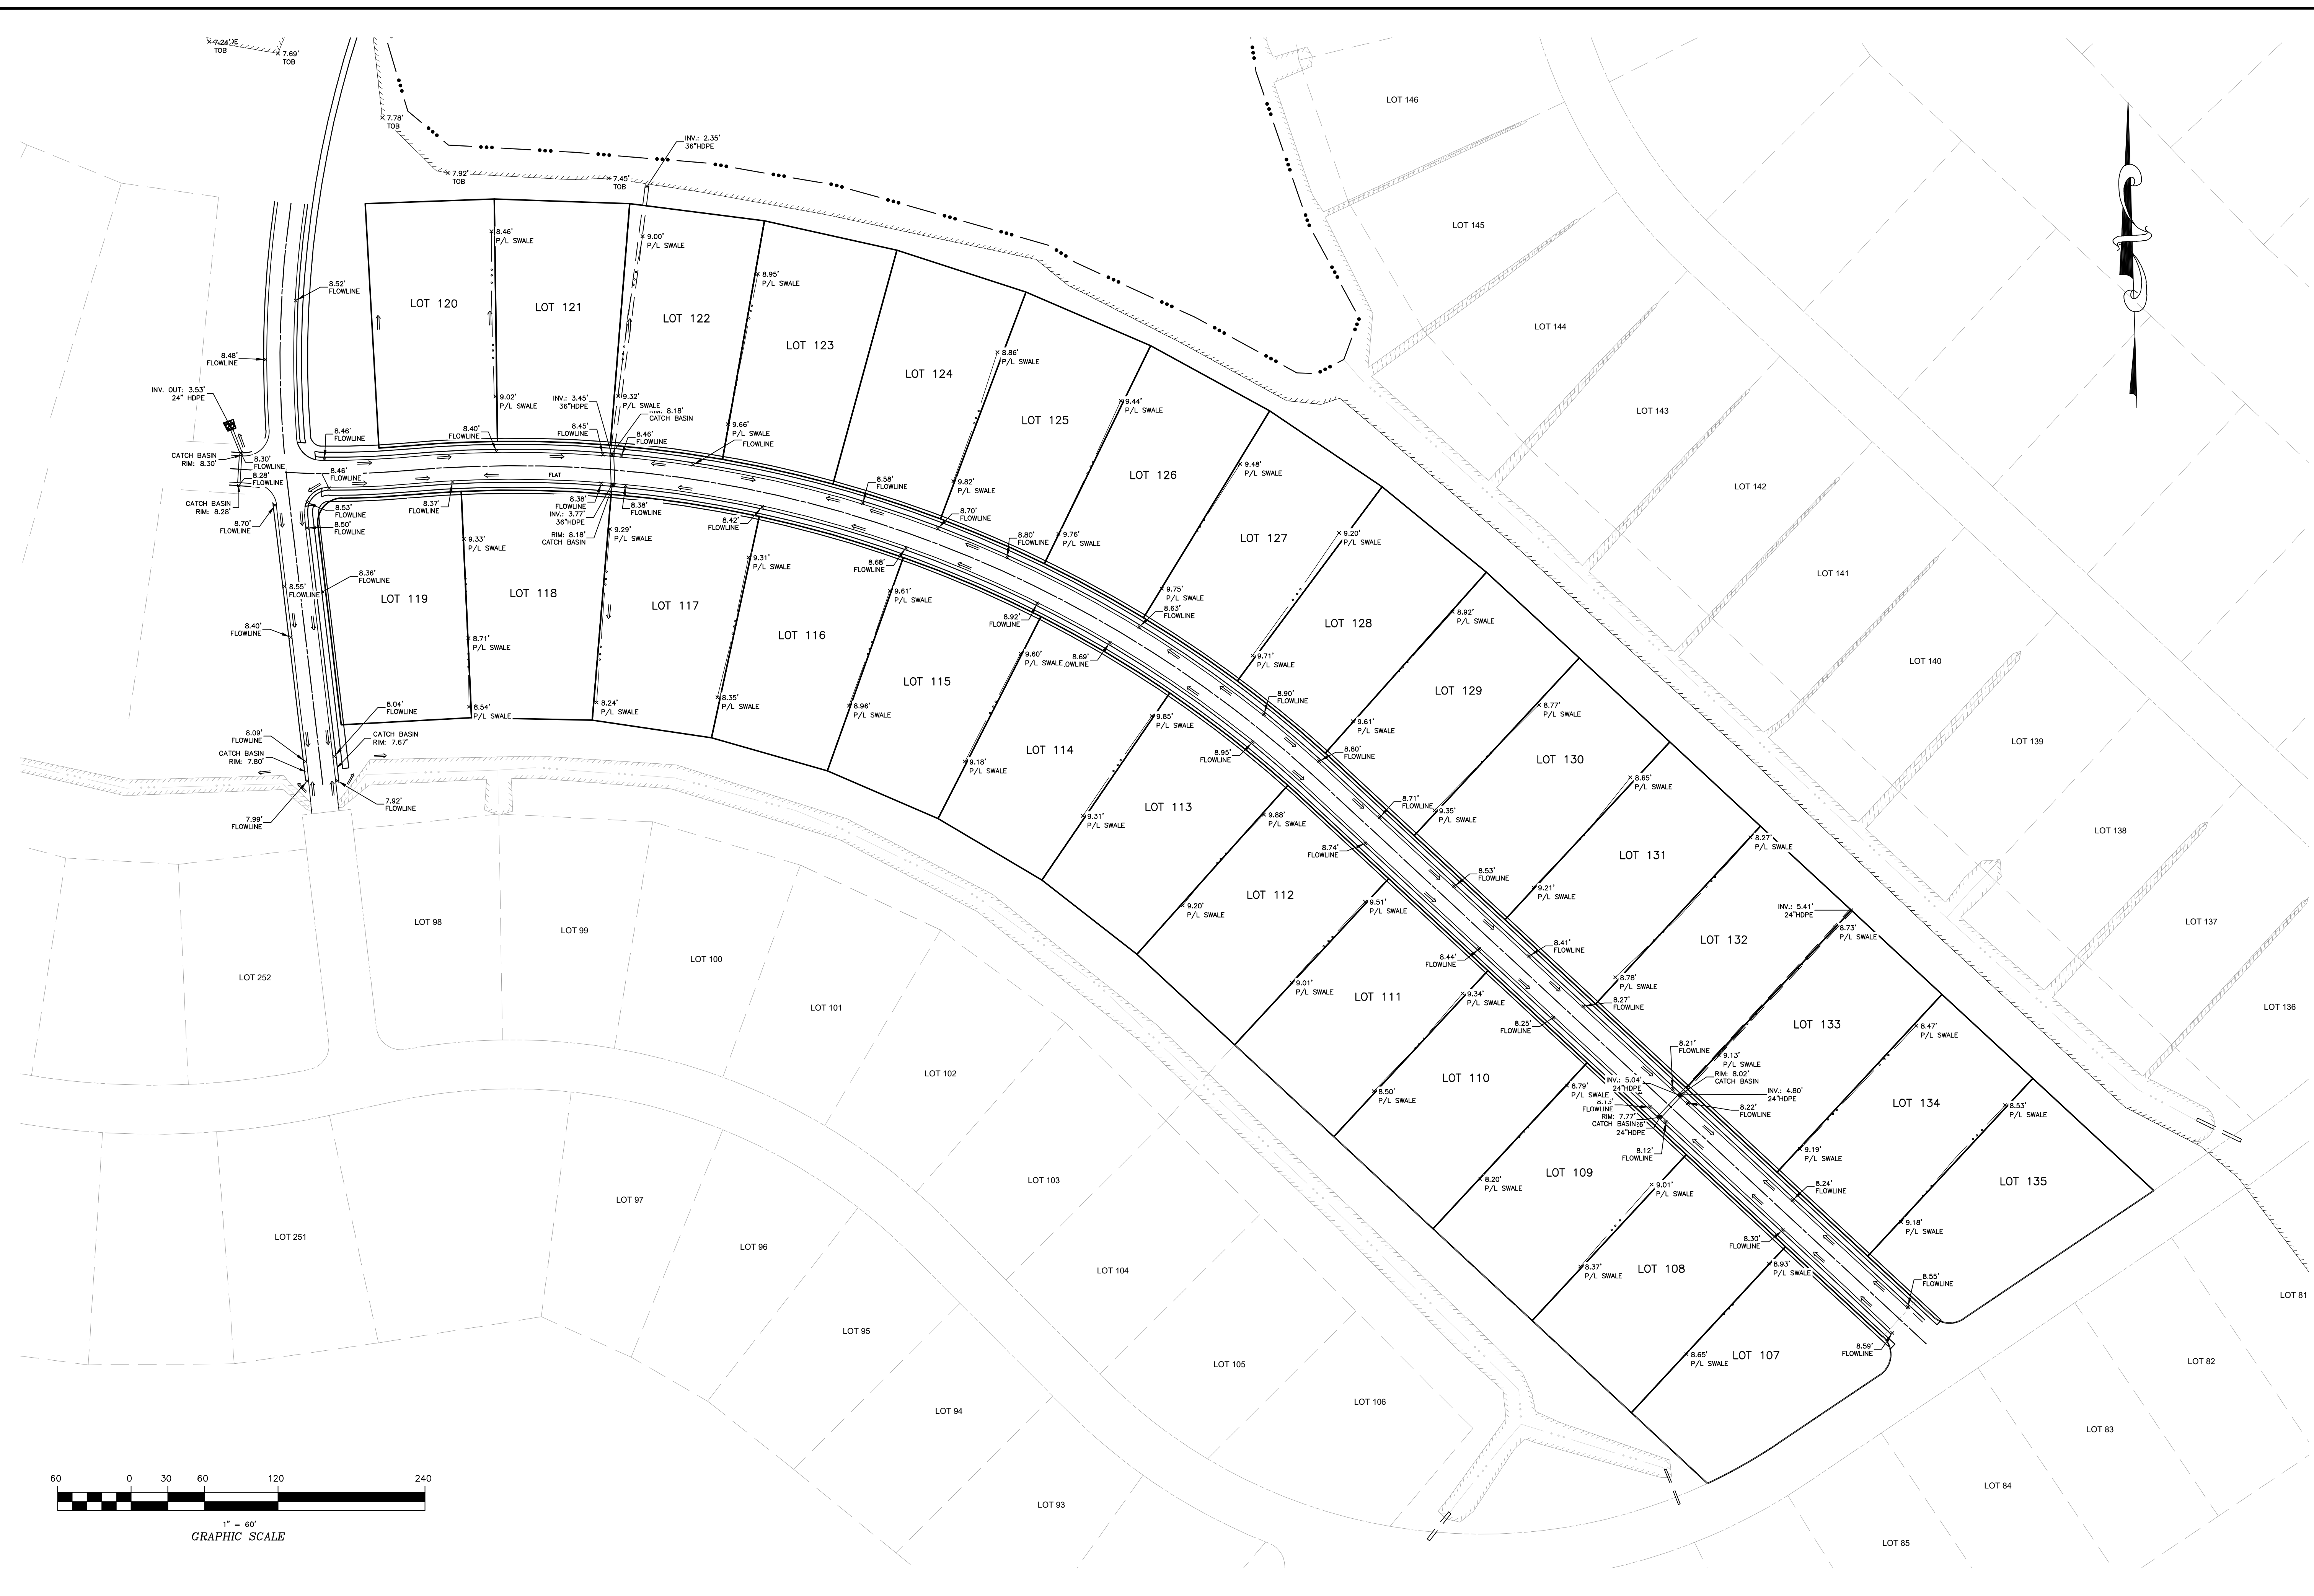 7.24'
TOB
7.69'
TOB
7.78'
TOB
7.92'
TOB
7.45'
TOB
INV.: 2.35'
36"HDPE
LOT 146
LOT 145
LOT 144
LOT 143
LOT 142
LOT 141
LOT 140
LOT 139
LOT 138
LOT 137
LOT 136
8.46'
P/L SWALE
9.00'
P/L SWALE
8.95'
P/L SWALE
8.52'
FLOWLINE
LOT 120
LOT 121
LOT 122
LOT 123
LOT 124
LOT 125
LOT 126
LOT 127
LOT 128
LOT 129
LOT 130
LOT 131
LOT 132
LOT 133
LOT 134
LOT 135
8.48'
FLOWLINE
INV. OUT: 3.53'
24" HDPE
9.02'
P/L SWALE
INV.: 3.45'
36"HDPE
9.32'
P/L SWALE
RIM: 8.18'
CATCH BASIN
8.46'
FLOWLINE
8.40'
FLOWLINE
8.45'
FLOWLINE
8.46'
FLOWLINE
9.66'
P/L SWALE
FLOWLINE
CATCH BASIN
RIM: 8.30'
8.30'
FLOWLINE
8.28'
FLOWLINE
8.46'
FLOWLINE
FLAT
CATCH BASIN
RIM: 8.28'
8.70'
FLOWLINE
8.53'
FLOWLINE
8.50'
FLOWLINE
8.37'
FLOWLINE
8.38'
FLOWLINE
INV.: 3.77'
36"HDPE
RIM: 8.18'
CATCH BASIN
8.38'
FLOWLINE
8.42'
FLOWLINE
8.58'
FLOWLINE
8.70'
FLOWLINE
8.80'
FLOWLINE
8.86'
P/L SWALE
9.82'
P/L SWALE
9.44'
P/L SWALE
9.76'
P/L SWALE
9.48'
P/L SWALE
9.75'
P/L SWALE
8.63'
FLOWLINE
9.20'
P/L SWALE
9.71'
P/L SWALE
8.90'
FLOWLINE
8.92'
P/L SWALE
9.61'
P/L SWALE
8.80'
FLOWLINE
8.77'
P/L SWALE
9.35'
P/L SWALE
8.71'
FLOWLINE
8.65'
P/L SWALE
9.21'
P/L SWALE
8.53'
FLOWLINE
8.27'
P/L SWALE
8.78'
P/L SWALE
8.41'
FLOWLINE
8.27'
FLOWLINE
INV.: 5.41'
24"HDPE
8.73'
P/L SWALE
8.21'
FLOWLINE
9.13'
P/L SWALE
RIM: 8.02'
CATCH BASIN
INV.: 4.80'
24"HDPE
8.22'
FLOWLINE
8.47'
P/L SWALE
9.19'
P/L SWALE
8.24'
FLOWLINE
8.53'
P/L SWALE
9.18'
P/L SWALE
8.55'
FLOWLINE
9.33'
P/L SWALE
9.29'
P/L SWALE
9.31'
P/L SWALE
8.68'
FLOWLINE
8.36'
FLOWLINE
8.55'
FLOWLINE
8.40'
FLOWLINE
LOT 119
LOT 118
LOT 117
LOT 116
LOT 115
LOT 114
LOT 113
LOT 112
LOT 111
LOT 110
LOT 109
LOT 108
LOT 107
8.71'
P/L SWALE
8.54'
P/L SWALE
8.24'
P/L SWALE
8.35'
P/L SWALE
9.61'
P/L SWALE
8.96'
P/L SWALE
8.92'
FLOWLINE
9.60'
P/L SWALE
8.69'
9.18'
P/L SWALE
9.85'
P/L SWALE
9.31'
P/L SWALE
8.95'
FLOWLINE
9.88'
P/L SWALE
9.20'
P/L SWALE
8.74'
FLOWLINE
9.51'
P/L SWALE
9.01'
P/L SWALE
8.44'
FLOWLINE
9.34'
P/L SWALE
8.50'
P/L SWALE
8.25'
FLOWLINE
8.79'
P/L SWALE
8.20'
P/L SWALE
INV.: 5.04'
24"HDPE
FLOWLINE
RIM: 7.77'
CATCH BASIN
24"HDPE
8.12'
FLOWLINE
9.01'
P/L SWALE
8.37'
P/L SWALE
8.30'
FLOWLINE
8.93'
P/L SWALE
8.65'
P/L SWALE
8.59'
FLOWLINE
8.04'
FLOWLINE
8.09'
FLOWLINE
CATCH BASIN
RIM: 7.80'
CATCH BASIN
RIM: 7.67'
7.92'
FLOWLINE
7.99'
FLOWLINE
LOT 98
LOT 99
LOT 100
LOT 101
LOT 102
LOT 103
LOT 104
LOT 105
LOT 106
LOT 252
LOT 251
LOT 97
LOT 96
LOT 95
LOT 94
LOT 93
LOT 81
LOT 82
LOT 83
LOT 84
LOT 85
60 0 30 60 120 240
1" = 60'
GRAPHIC SCALE